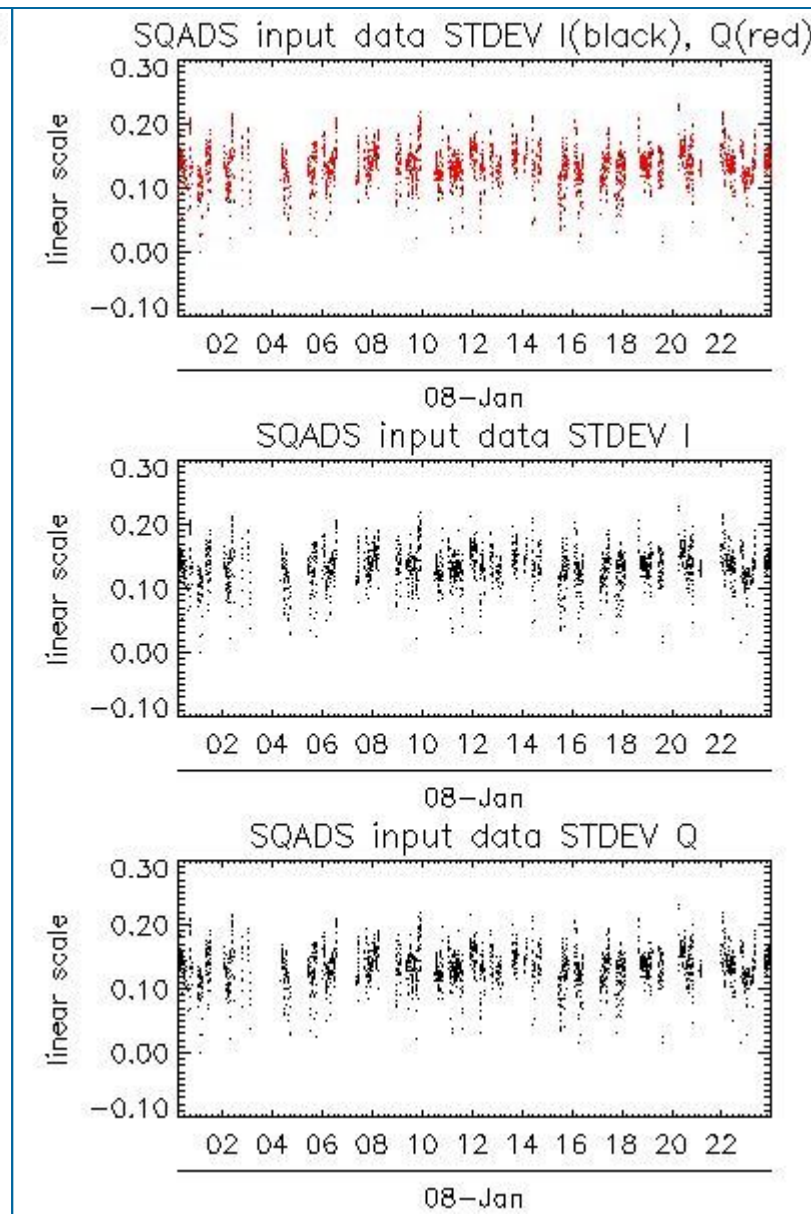 SQADS input data STDEV I(black), Q(red)
0.30
0.20
0.10
0.00
-0.10
linear scale
02 04 06 08 10 12 14 16 18 20 22
08-Jan
SQADS input data STDEV I
0.30
0.20
0.10
0.00
-0.10
linear scale
02 04 06 08 10 12 14 16 18 20 22
08-Jan
SQADS input data STDEV Q
0.30
0.20
0.10
0.00
-0.10
linear scale
02 04 06 08 10 12 14 16 18 20 22
08-Jan